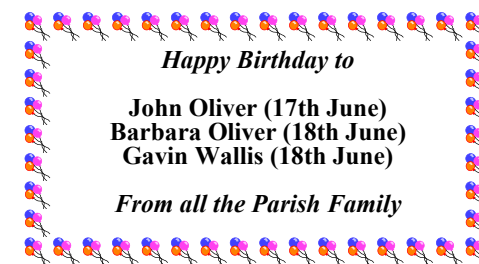 Happy Birthday to
John Oliver (17th June)
Barbara Oliver (18th June)
Gavin Wallis (18th June)
From all the Parish Family